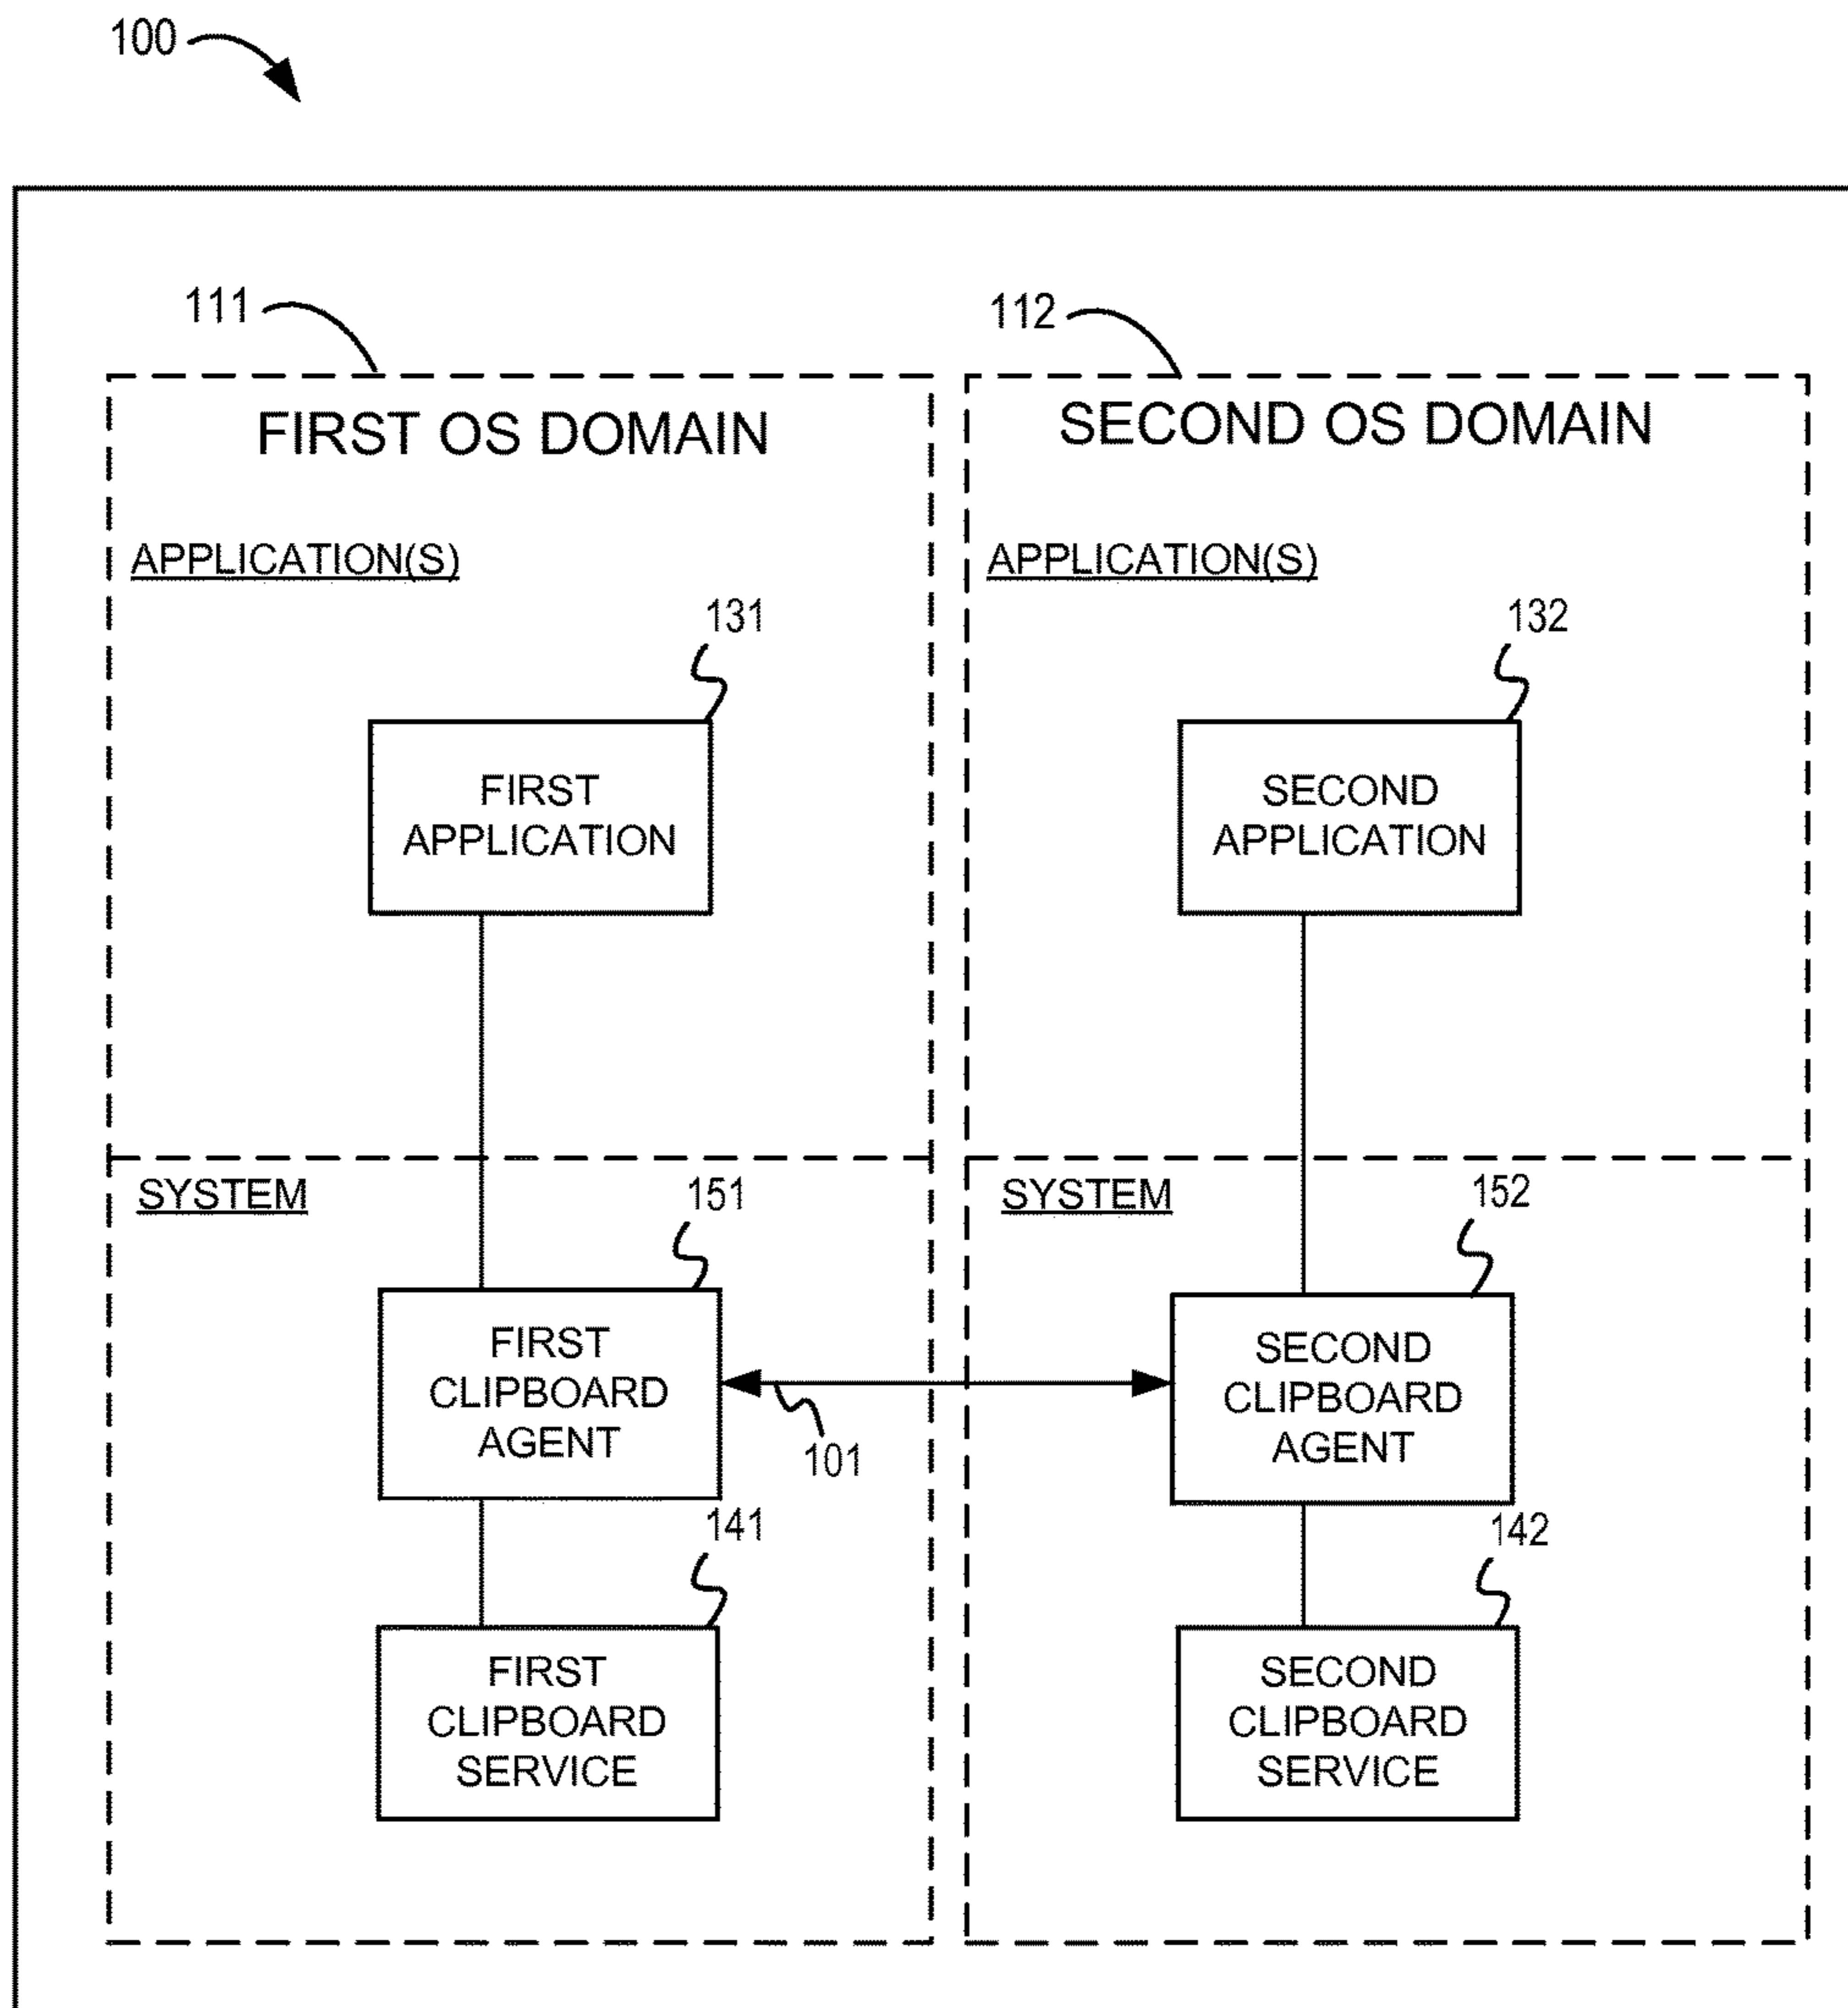 100
111
112
FIRST OS DOMAIN
SECOND OS DOMAIN
APPLICATION(S)
APPLICATION(S)
131
132
FIRST
APPLICATION
SECOND
APPLICATION
SYSTEM
151
SYSTEM
152
FIRST
CLIPBOARD
AGENT
SECOND
CLIPBOARD
AGENT
101
141
142
FIRST
CLIPBOARD
SERVICE
SECOND
CLIPBOARD
SERVICE